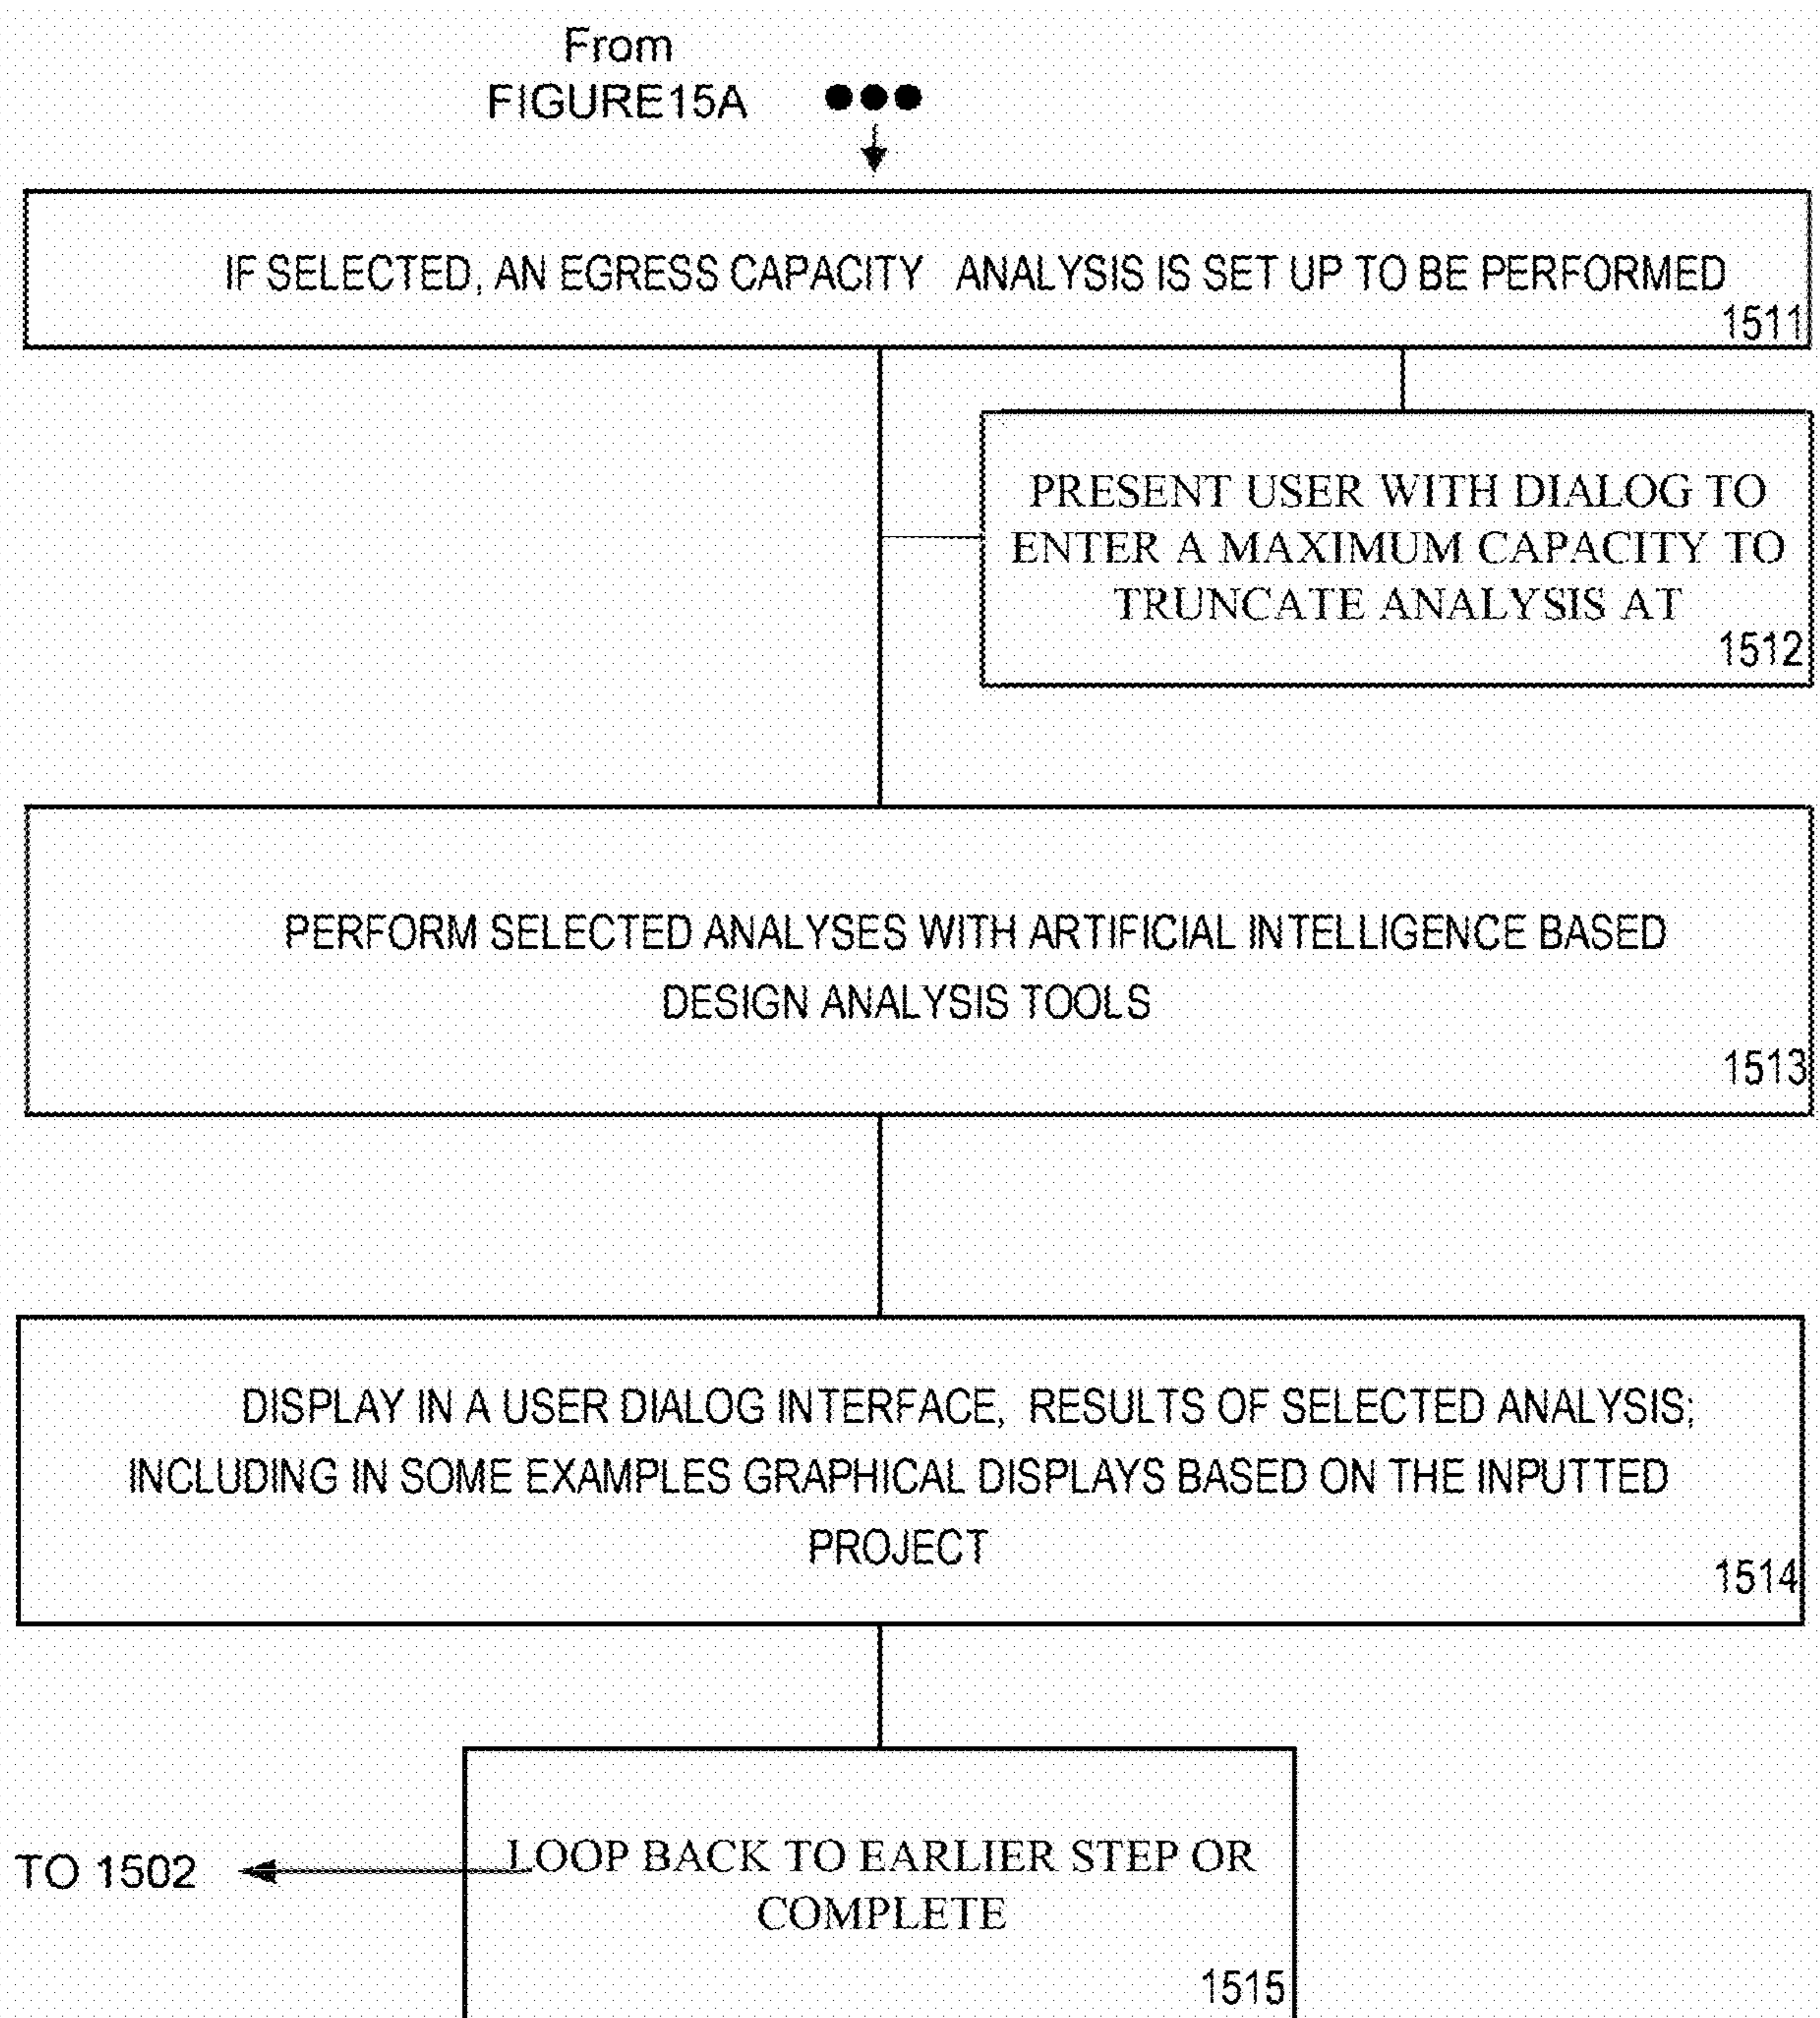 From
FIGURE15A
IF SELECTED, AN EGRESS CAPACITY ANALYSIS IS SET UP TO BE PERFORMED
1511
PRESENT USER WITH DIALOG TO
ENTER A MAXIMUM CAPACITY TO
TRUNCATE ANALYSIS AT
1512
PERFORM SELECTED ANALYSES WITH ARTIFICIAL INTELLIGENCE BASED
DESIGN ANALYSIS TOOLS
1513
DISPLAY IN A USER DIALOG INTERFACE, RESULTS OF SELECTED ANALYSIS;
INCLUDING IN SOME EXAMPLES GRAPHICAL DISPLAYS BASED ON THE INPUTTED
PROJECT
1514
TO 1502
LOOP BACK TO EARLIER STEP OR
COMPLETE
1515